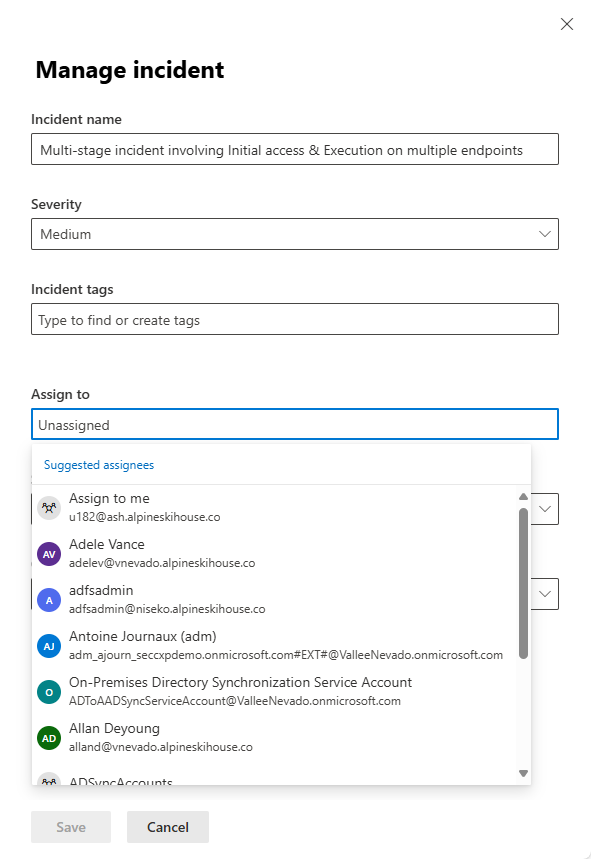 Manage incident
Incident name
Multi-stage incident involving Initial access & Execution on multiple endpoints
Severity
Medium
Incident tags
Type to find or create tags
Assign to
Unassigned
Suggested assignees
Assign to me
u182@ash.alpineskihouse.co
AV
Adele Vance
adelev@vnevado.alpineskihouse.co
A
adfsadmin
adfsadmin@niseko.alpineskihouse.co
AJ
Antoine Journaux (adm)
adm_ajourn_seccxpdemo.onmicrosoft.com#EXT#@ValleeNevado.onmicrosoft.com
O
On-Premises Directory Synchronization Service Account
ADToAADSyncServiceAccount@ValleeNevado.onmicrosoft.com
AD
Allan Deyoung
alland@vnevado.alpineskihouse.co
ADSyncAccounts
Save
Cancel